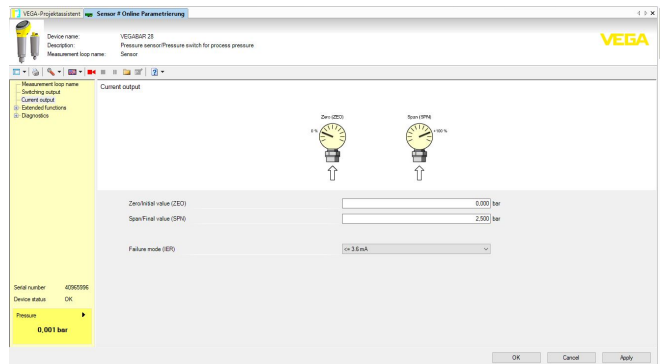 VEGA-Projektassistent
Sensor # Online Parametrierung
Device name: VEGABAR 28
Description: Pressure sensor/Pressure switch for process pressure
Measurement loop name: Sensor
VEGA
Measurement loop name
Switching output
Current output
Extended functions
Diagnostics
Current output
Zero (ZEO)
0 %
Span (SPN)
+100 %
Zero/Initial value (ZEO) 0,000 bar
Span/Final value (SPN) 2,500 bar
Failure mode (IER) <= 3.6 mA
Serial number 40965996
Device status OK
Pressure
0,001 bar
OK Cancel Apply